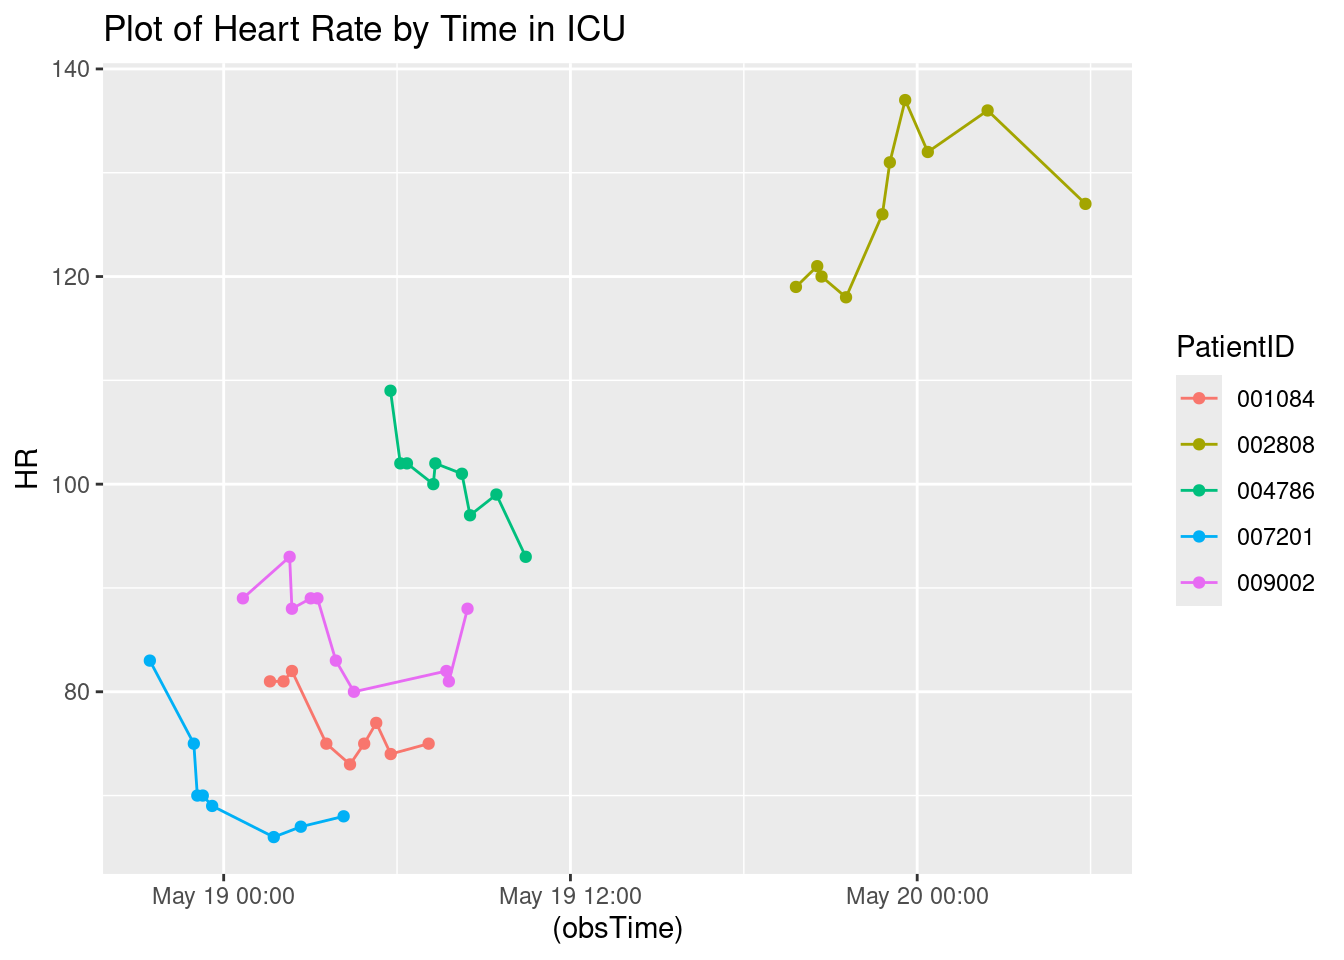 Plot of Heart Rate by Time in ICU
140
120
100
80
HR
May 19 00:00
May 19 12:00
May 20 00:00
(obsTime)
PatientID
001084
002808
004786
007201
009002